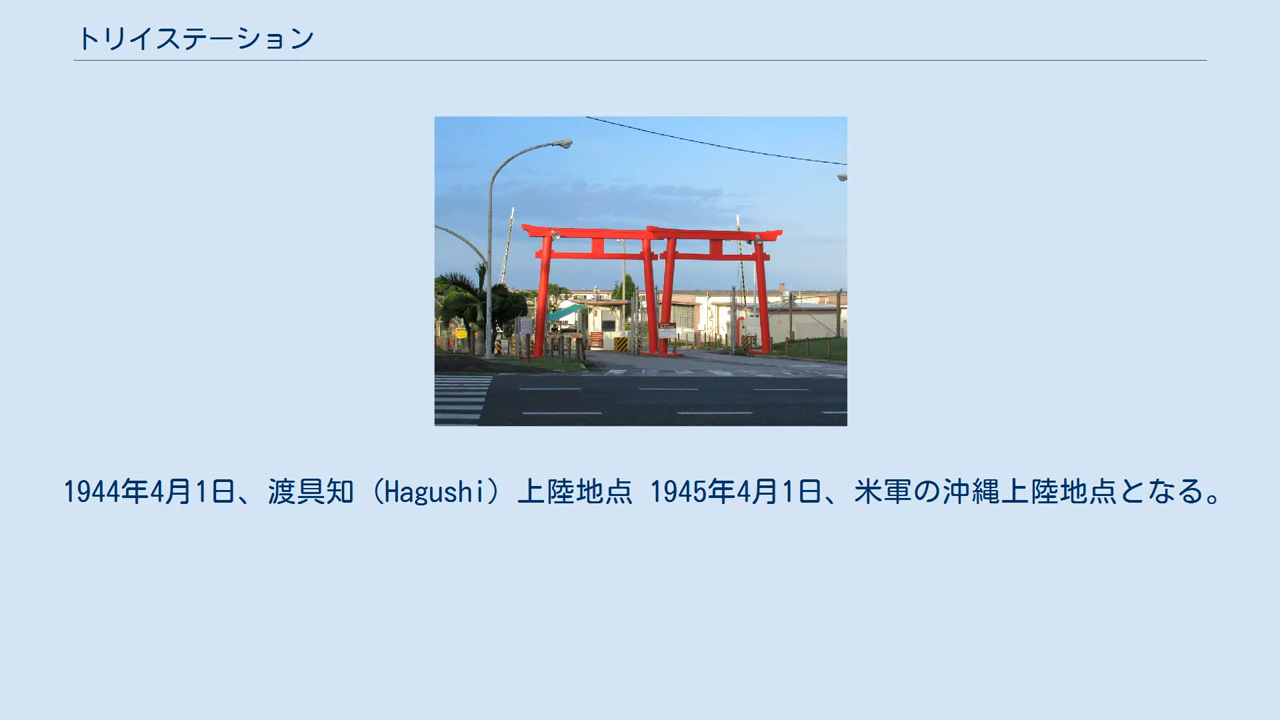 トリイステーション
1944年4月1日、渡具知（Hagushi）上陸地点 1945年4月1日、米軍の沖縄上陸地点となる。